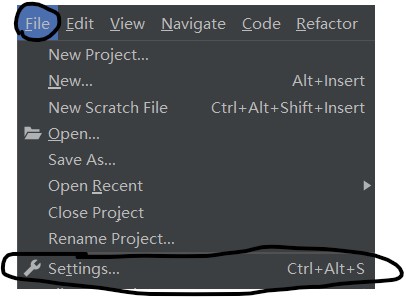 File Edit View Navigate Code Refactor
New Project...
New... Alt+Insert
New Scratch File Ctrl+Alt+Shift+Insert
Open...
Save As...
Open Recent
Close Project
Rename Project...
Settings... Ctrl+Alt+S